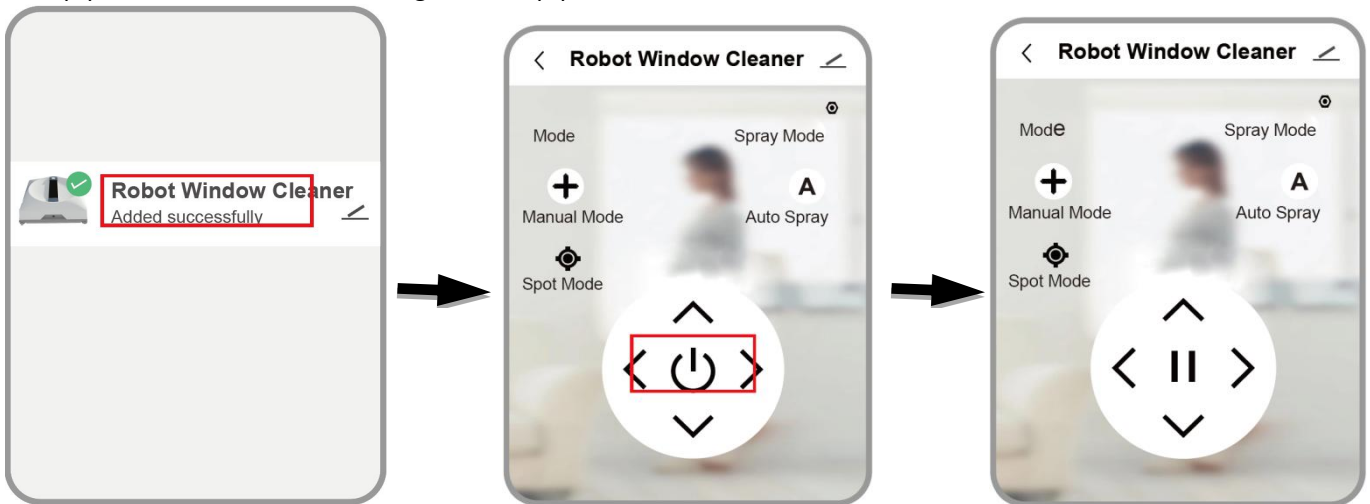 Robot Window Cleaner
Added successfully
Robot Window Cleaner
Mode
Spray Mode
A
Manual Mode
Auto Spray
Spot Mode
Robot Window Cleaner
Mode
Spray Mode
A
Manual Mode
Auto Spray
Spot Mode